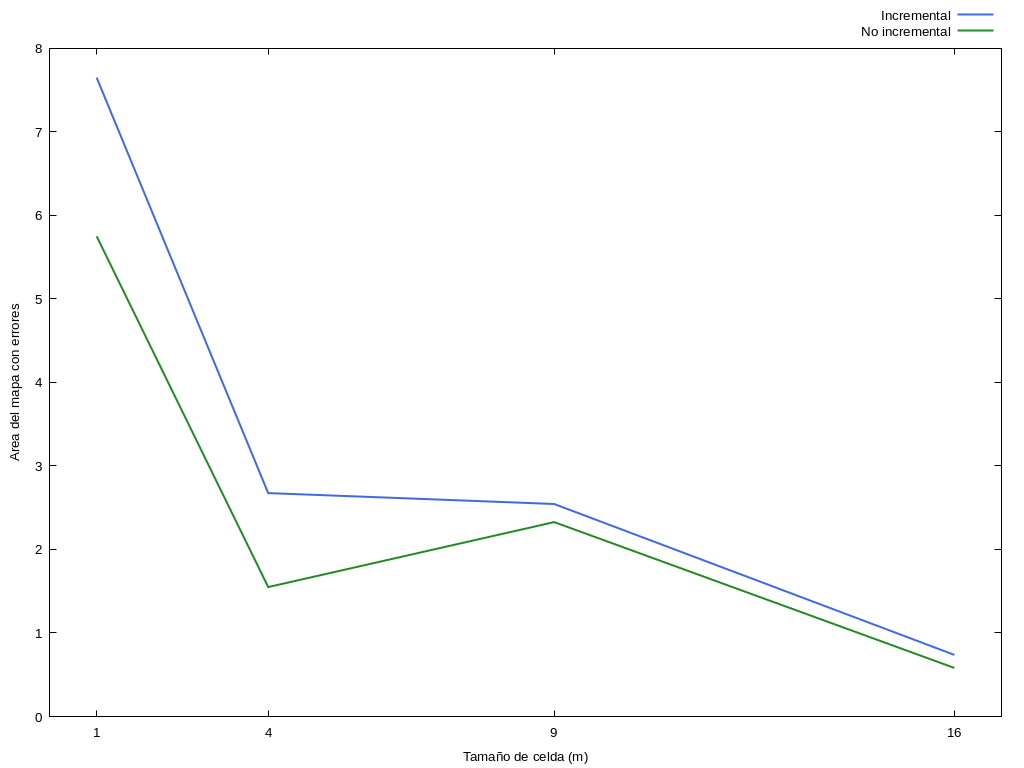 Incremental
No incremental
8
7
6
5
4
3
2
1
0
Area del mapa con errores
1 4 9 16
Tamaño de celda (m)